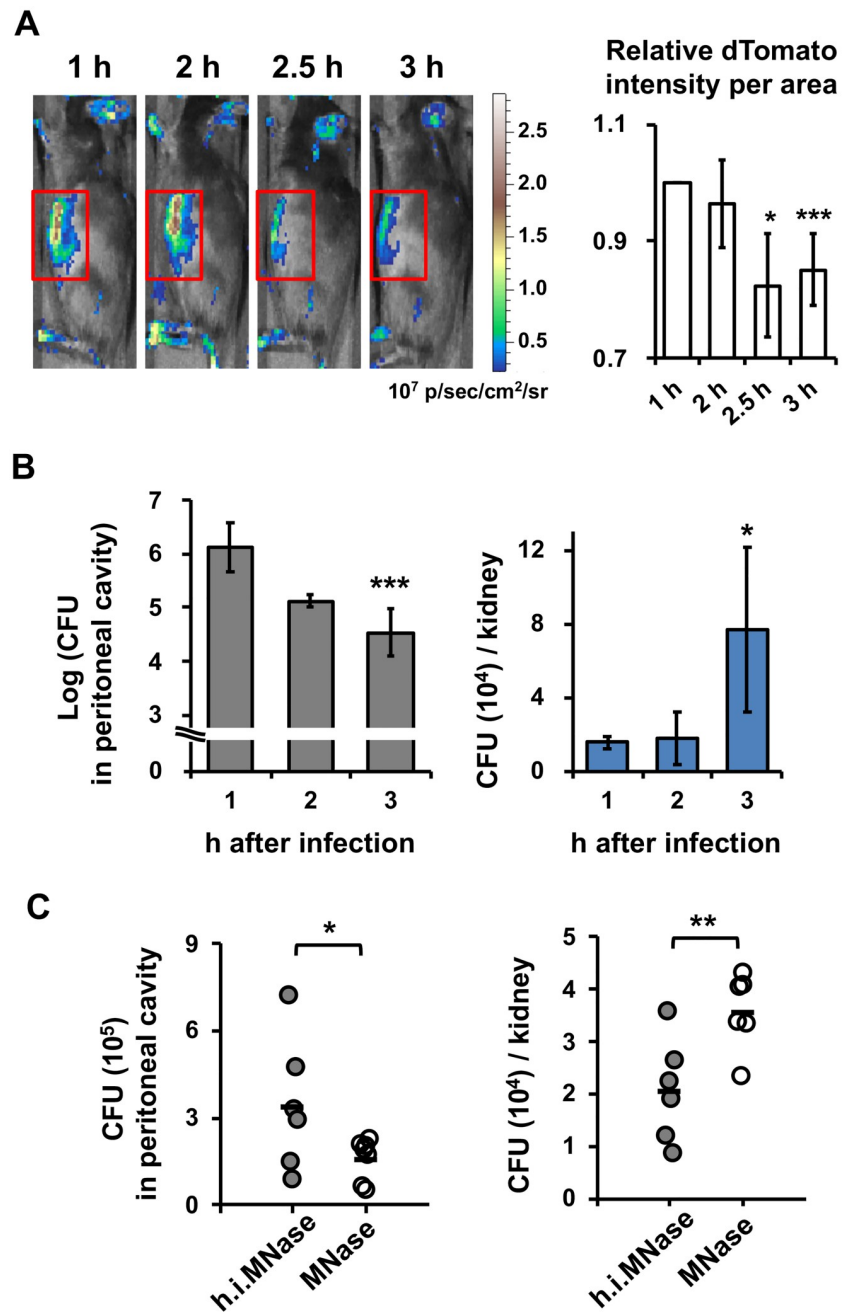 A
1 h 2 h 2.5 h 3 h
2.5
2.0
1.5
1.0
0.5
10⁷ p/sec/cm²/sr
Relative dTomato
intensity per area
1.1
0.9
0.7
* ***
1 h 2 h 2.5 h 3 h
B
Log (CFU
in peritoneal cavity)
7
6
5
4
3
0
***
1 2 3
h after infection
CFU (10⁴) / kidney
12
8
4
0
*
1 2 3
h after infection
C
CFU (10⁵)
in peritoneal cavity
9
6
3
0
*
h.i.MNase MNase
CFU (10⁴) / kidney
5
4
3
2
1
0
**
h.i.MNase MNase